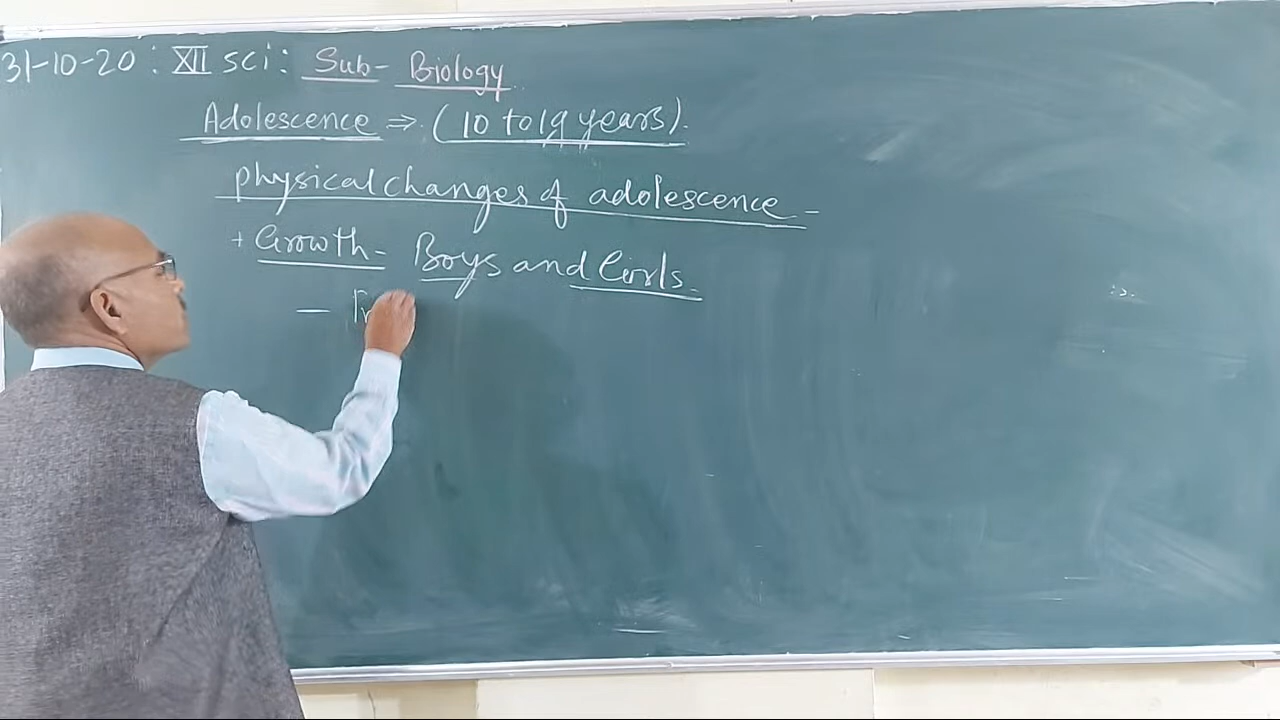 31-10-20 : XII sci : Sub- Biology
Adolescence ⇒ (10 to 19 years).
physical changes of adolescence -
+ Growth - Boys and Girls.
-